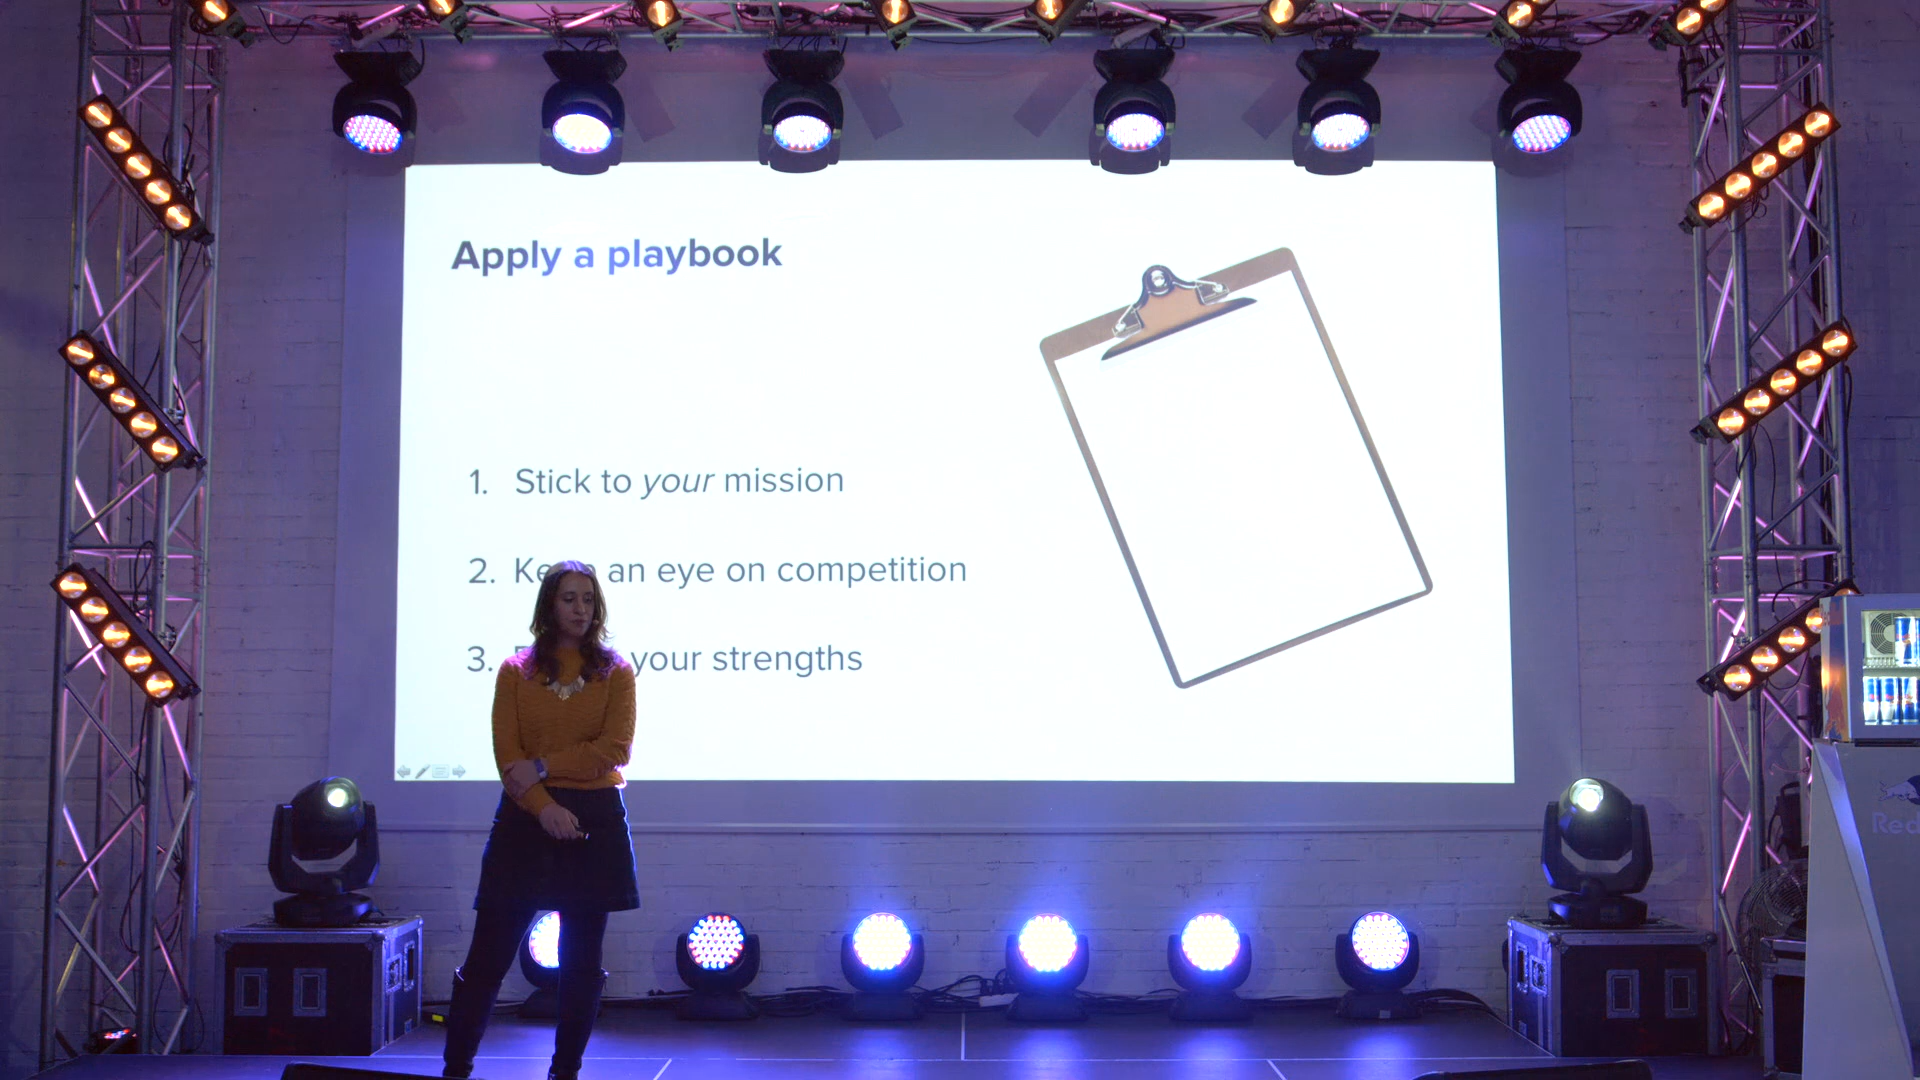 Apply a playbook
1. Stick to your mission
2. an eye on competition
3. your strengths